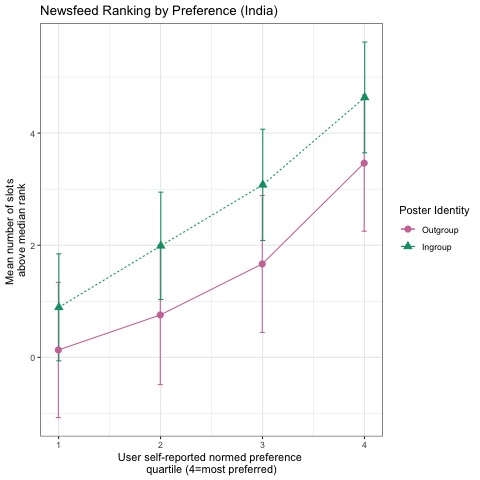 Newsfeed Ranking by Preference (India)
Mean number of slots
above median rank
4
2
0
1 2 3 4
User self-reported normed preference
quartile (4=most preferred)
Poster Identity
Outgroup
Ingroup